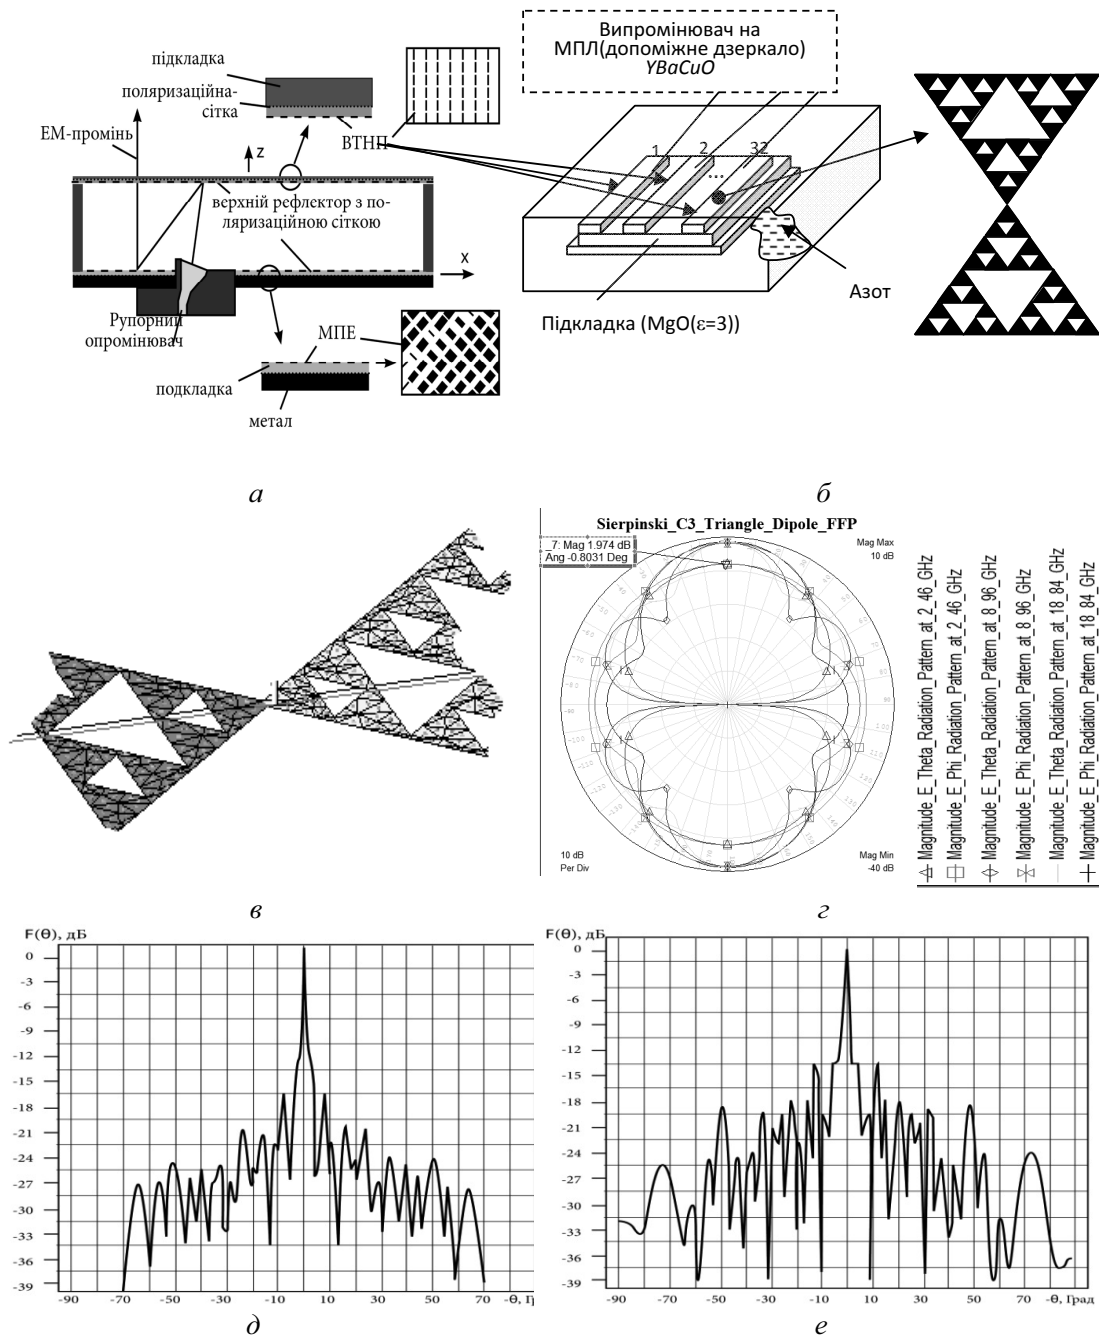 підкладка
поляризаційна-
сітка
ЕМ-промінь
ВТНП
z
верхній рефлектор з по-
ляризаційною сіткою
x
Рупорний
опромінювач
МПЕ
подкладка
метал
а
Випромінювач на
МПЛ(допоміжне дзеркало)
YBaCuO
1
2
...
32
Азот
Підкладка (MgO(ε=3))
б
в
Sierpinski_C3_Triangle_Dipole_FFP
_7: Mag 1.974 dB
Ang -0.8031 Deg
Mag Max
10 dB
10 dB
Per Div
Mag Min
-40 dB
Magnitude_E_Theta_Radiation_Pattern_at_2_46_GHz
Magnitude_E_Phi_Radiation_Pattern_at_2_46_GHz
Magnitude_E_Theta_Radiation_Pattern_at_8_96_GHz
Magnitude_E_Phi_Radiation_Pattern_at_8_96_GHz
Magnitude_E_Theta_Radiation_Pattern_at_18_84_GHz
Magnitude_E_Phi_Radiation_Pattern_at_18_84_GHz
г
F(Θ), дБ
0
-3
-6
-9
-12
-15
-18
-21
-24
-27
-30
-33
-36
-39
-90 -70 -50 -30 -10 10 30 50 70 -Θ, Гр
д
F(Θ), дБ
0
-3
-6
-9
-12
-15
-18
-21
-24
-27
-30
-33
-36
-39
-90 -70 -50 -30 -10 10 30 50 70 -Θ, Град
е